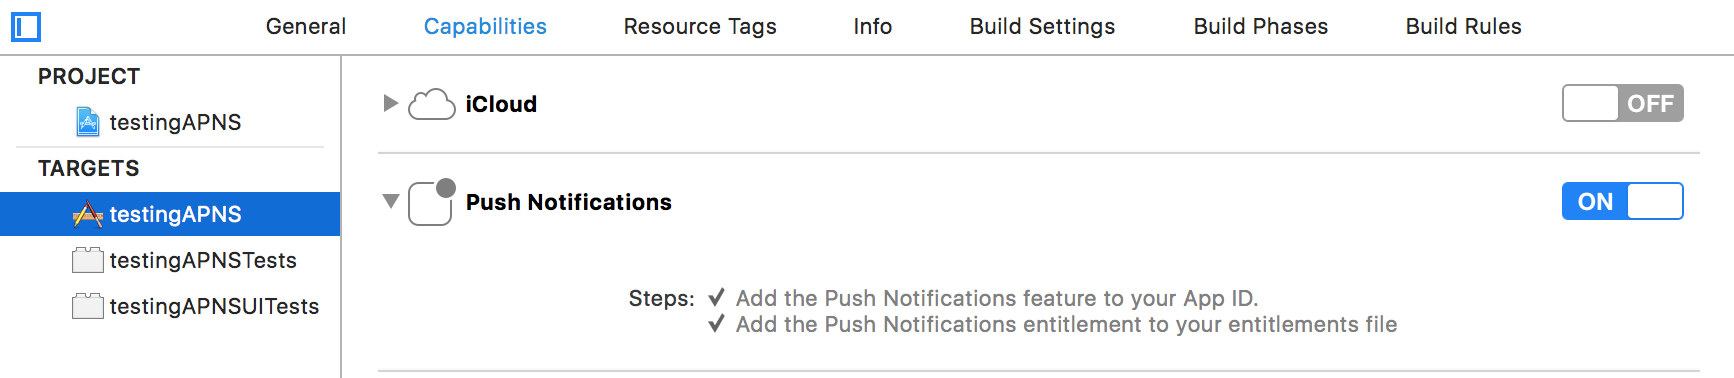 General Capabilities Resource Tags Info Build Settings Build Phases Build Rules
PROJECT
testingAPNS
TARGETS
testingAPNS
testingAPNSTests
testingAPNSUITests
iCloud OFF
Push Notifications ON
Steps: ✓ Add the Push Notifications feature to your App ID.
✓ Add the Push Notifications entitlement to your entitlements file